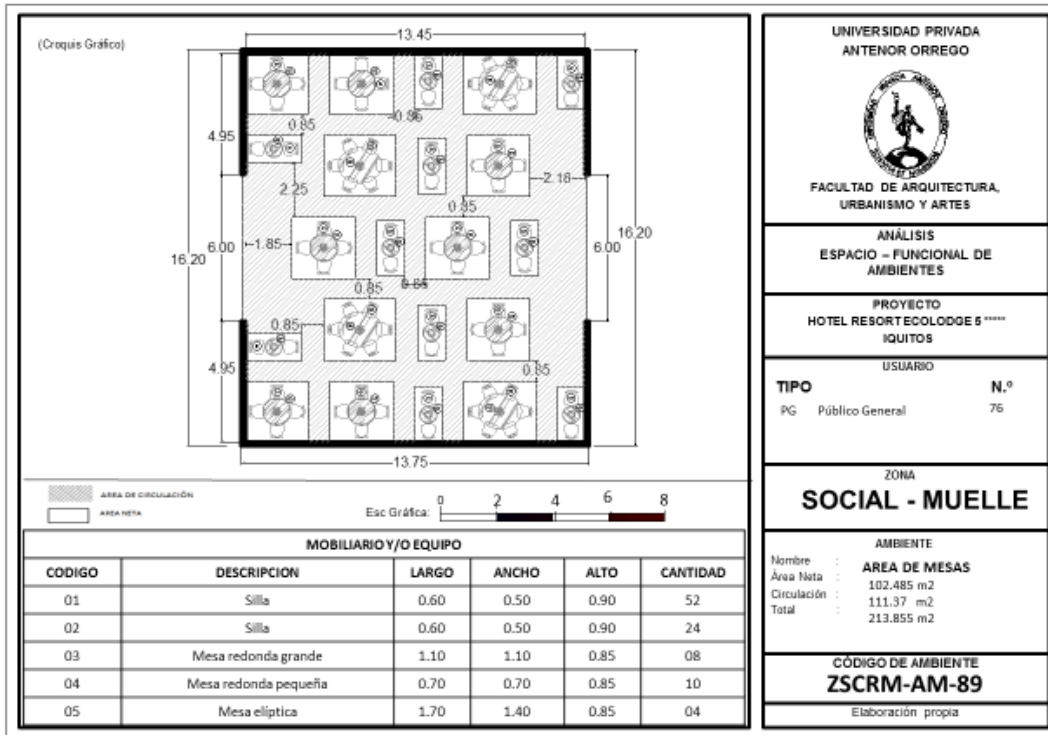 (Croquis Gráfico)
13.45
0.85
0.85
4.95
2.25
2.18
0.85
16.20
6.00
1.85
6.00
16.20
0.85
0.85
0.85
4.95
0.85
13.75
AREA DE CIRCULACIÓN
AREA NETA
Esc Gráfica: 0 2 4 6 8
MOBILIARIO Y/O EQUIPO
CODIGO DESCRIPCION LARGO ANCHO ALTO CANTIDAD
01 Silla 0.60 0.50 0.90 52
02 Silla 0.60 0.50 0.90 24
03 Mesa redonda grande 1.10 1.10 0.85 08
04 Mesa redonda pequeña 0.70 0.70 0.85 10
05 Mesa elíptica 1.70 1.40 0.85 04
UNIVERSIDAD PRIVADA
ANTENOR ORREGO
FACULTAD DE ARQUITECTURA,
URBANISMO Y ARTES
ANÁLISIS
ESPACIO – FUNCIONAL DE
AMBIENTES
PROYECTO
HOTEL RESORT ECOLODGE 5 *****
IQUITOS
USUARIO
TIPO N.º
PG Público General 76
ZONA
SOCIAL - MUELLE
AMBIENTE
Nombre : AREA DE MESAS
Área Neta : 102.485 m2
Circulación : 111.37 m2
Total : 213.855 m2
CÓDIGO DE AMBIENTE
ZSCRM-AM-89
Elaboración propia